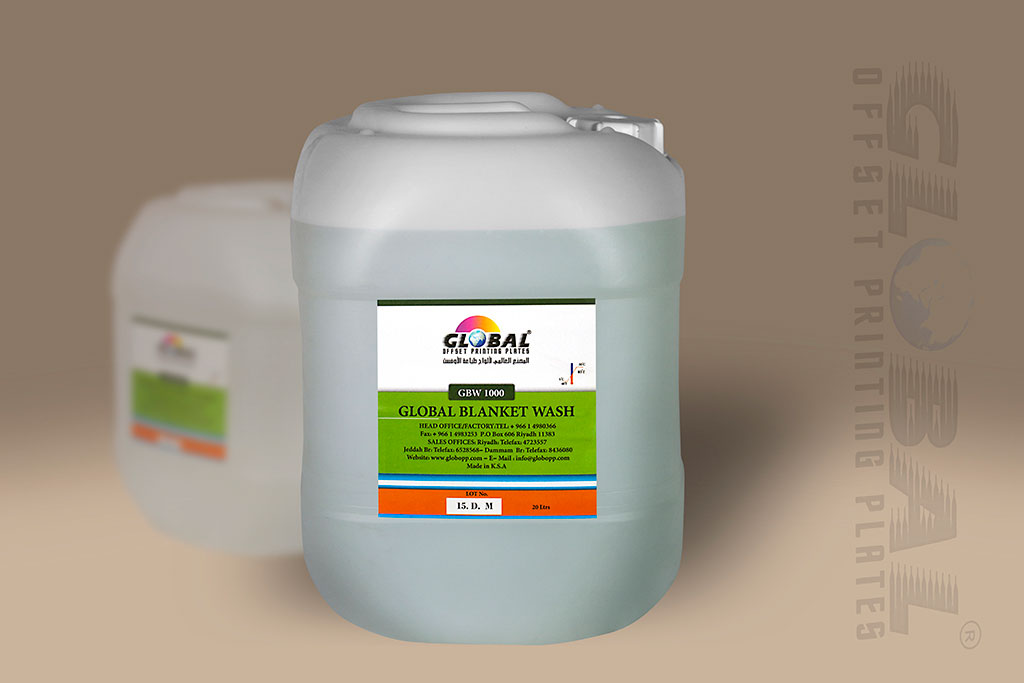 GLOBAL®
OFFSET PRINTING PLATES
المصنع العالمي لألواح طباعة الأوفست
GBW 1000
GLOBAL BLANKET WASH
HEAD OFFICE/FACTORY:TEL: + 966 1 4980366
Fax: + 966 1 4983253 P.O Box 606 Riyadh 11383
SALES OFFICES: Riyadh: Telefax: 4723557
Jeddah Br: Telefax: 6528568– Dammam Br: Telefax: 8436080
Website: www.globopp.com – E– Mail : info@globopp.com
Made in K.S.A
LOT No.
15. D. M
20 Ltrs
GLOBAL®
OFFSET PRINTING PLATES